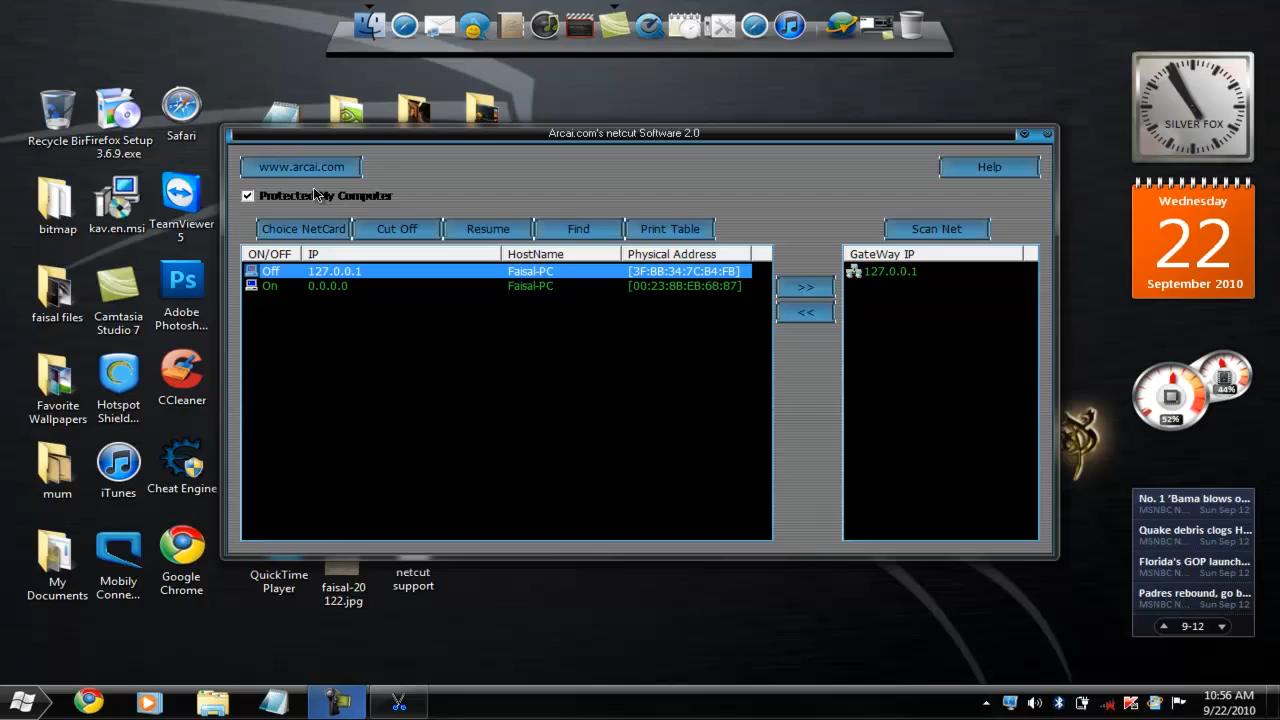 Recycle Bin
Firefox Setup
3.6.9.exe
Safari
bitmap
kav.en.msi
TeamViewer
5
faisal files
Camtasia
Studio 7
Adobe
Photosh...
Favorite
Wallpapers
Hotspot
Shield...
CCleaner
mum
iTunes
Cheat Engine
My
Documents
Mobily
Conne...
Google
Chrome
QuickTime
Player
faisal-20
122.jpg
netcut
support
Arcai.com's netcut Software 2.0
www.arcai.com
Help
Protected My Computer
Choice NetCard
Cut Off
Resume
Find
Print Table
Scan Net
ON/OFF IP HostName Physical Address
Off 127.0.0.1 Faisal-PC [3F:BB:34:7C:B4:FB]
On 0.0.0.0 Faisal-PC [00:23:8B:EB:68:87]
>>
<<
GateWay IP
127.0.0.1
SILVER FOX
Wednesday
22
September 2010
44%
52%
No. 1 'Bama blows o...
MSNBC N... Sun Sep 12
Quake debris clogs H...
MSNBC N... Sun Sep 12
Florida's GOP launch...
MSNBC N... Sun Sep 12
Padres rebound, go b...
MSNBC N... Sun Sep 12
9-12
10:56 AM
9/22/2010